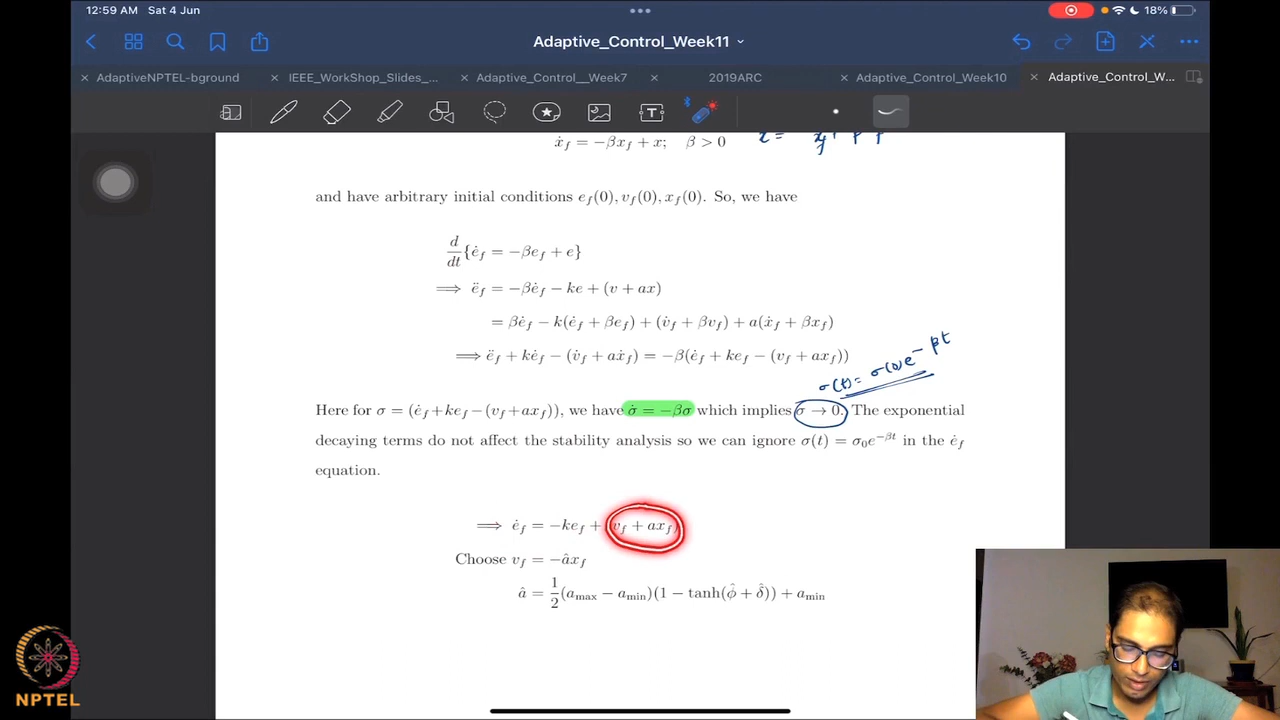 12:59 AM Sat 4 Jun
18%
Adaptive_Control_Week11
AdaptiveNPTEL-bground
IEEE_WorkShop_Slides_...
Adaptive_Control__Week7
2019ARC
Adaptive_Control_Week10
Adaptive_Control_W...
ẋ_f = −βx_f + x; β > 0
and have arbitrary initial conditions e_f(0), v_f(0), x_f(0). So, we have
d/dt {ė_f = −βe_f + e}
⟹ ë_f = −βė_f − ke + (v + ax)
= βė_f − k(ė_f + βe_f) + (v̇_f + βv_f) + a(ẋ_f + βx_f)
⟹ ë_f + kė_f − (v̇_f + aẋ_f) = −β(ė_f + ke_f − (v_f + ax_f))
σ(t) = σ(0)e^{−βt}
Here for σ = (ė_f + ke_f − (v_f + ax_f)), we have σ̇ = −βσ which implies σ → 0. The exponential
decaying terms do not affect the stability analysis so we can ignore σ(t) = σ₀e^{−βt} in the ė_f
equation.
⟹ ė_f = −ke_f + (v_f + ax_f)
Choose v_f = −âx_f
â = 1/2 (a_max − a_min)(1 − tanh(φ̂ + δ̂)) + a_min
NPTEL